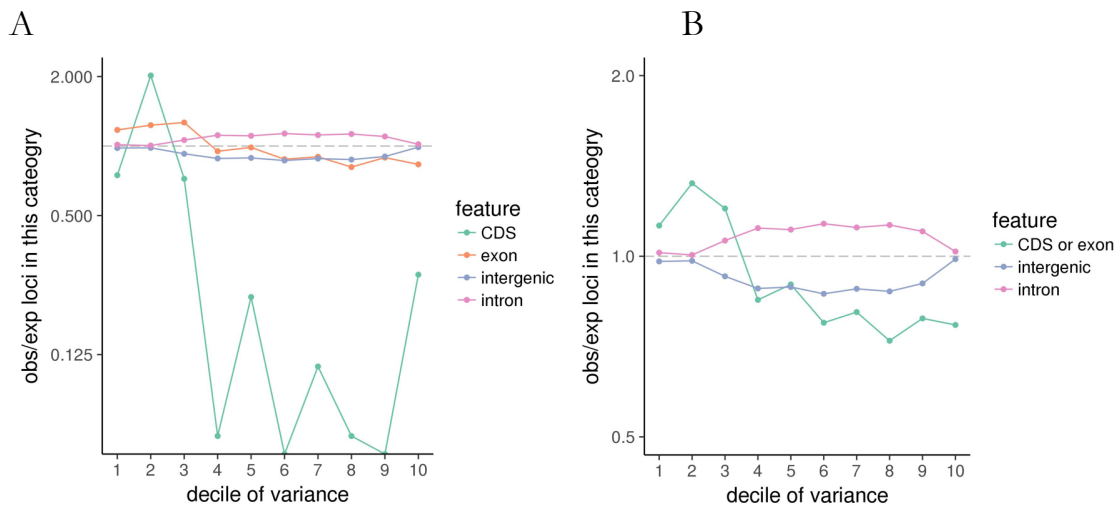 A
B
obs/exp loci in this cateogry
2.000
0.500
0.125
1 2 3 4 5 6 7 8 9 10
decile of variance
feature
CDS
exon
intergenic
intron
obs/exp loci in this cateogry
2.0
1.0
0.5
1 2 3 4 5 6 7 8 9 10
decile of variance
feature
CDS or exon
intergenic
intron